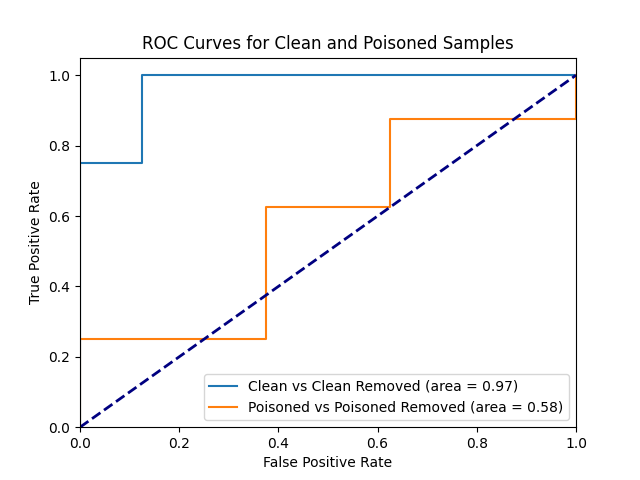 ROC Curves for Clean and Poisoned Samples
True Positive Rate
1.0
0.8
0.6
0.4
0.2
0.0
Clean vs Clean Removed (area = 0.97)
Poisoned vs Poisoned Removed (area = 0.58)
0.0 0.2 0.4 0.6 0.8 1.0
False Positive Rate